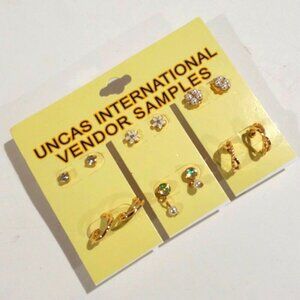 UNCAS INTERNATIONAL
VENDOR SAMPLES